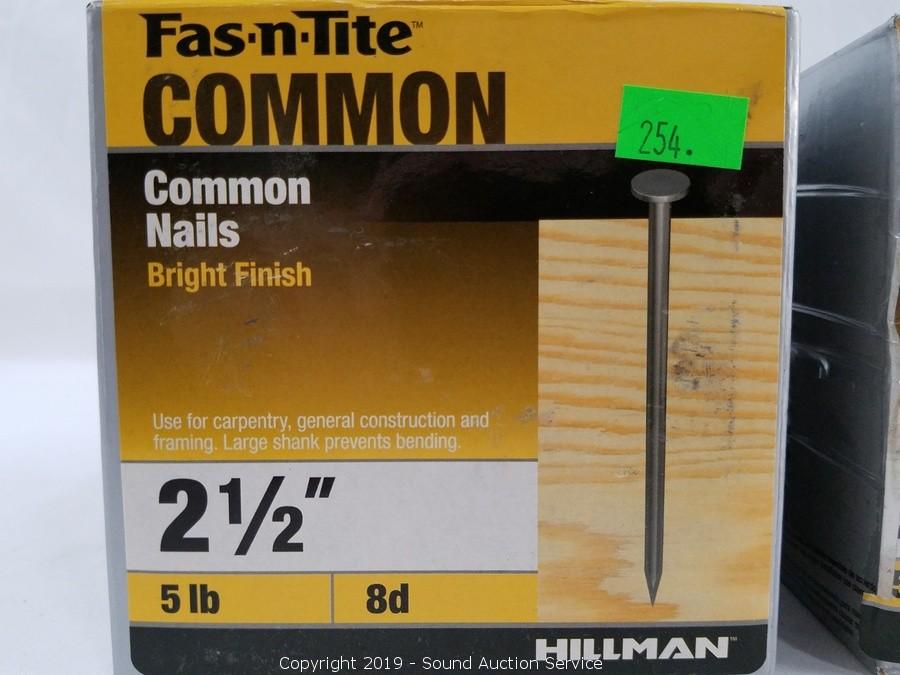 Fas-n-Tite™
COMMON
254.
Common
Nails
Bright Finish
Use for carpentry, general construction and
framing. Large shank prevents bending.
2½"
5 lb
8d
HILLMAN™
Copyright 2019 - Sound Auction Service